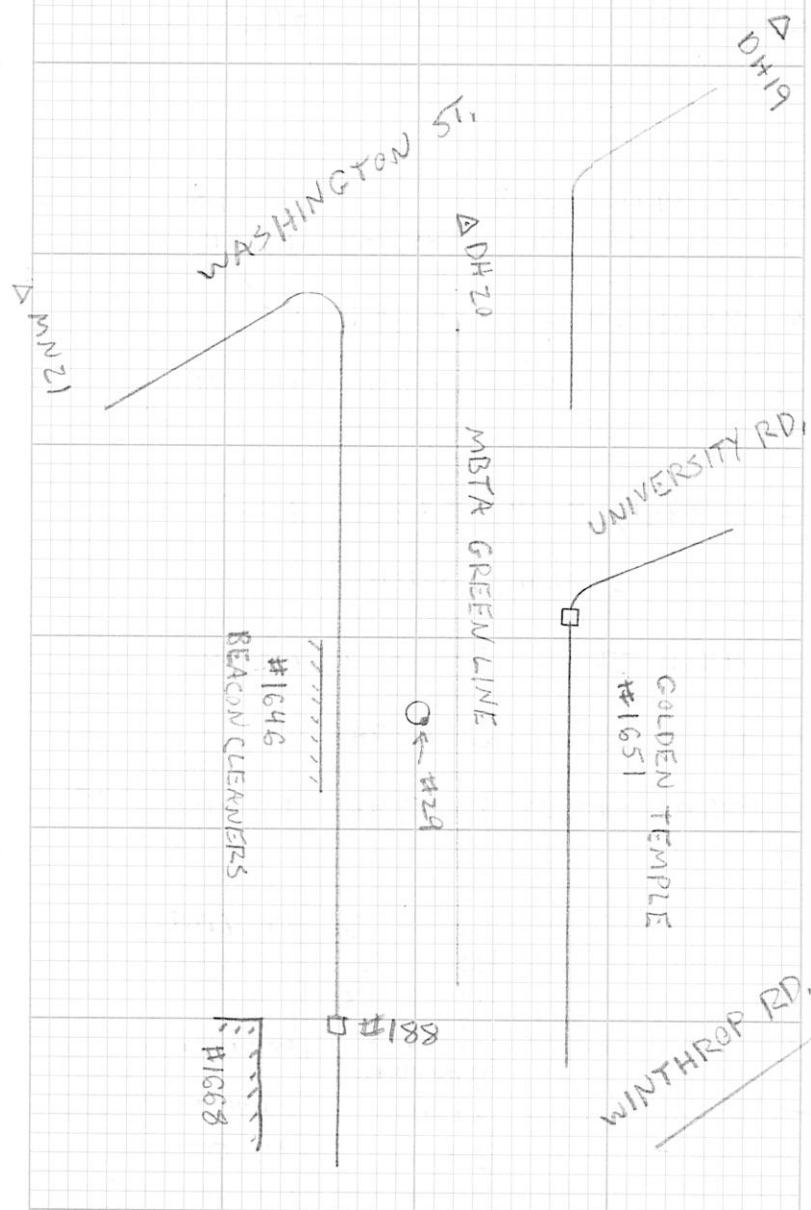 DH19
WASHINGTON ST.
DH20
MN21
MBTA GREEN LINE
UNIVERSITY RD.
GOLDEN TEMPLE
#1651
#1646
BEACON CLEANERS
#29
#188
#1668
WINTHROP RD.